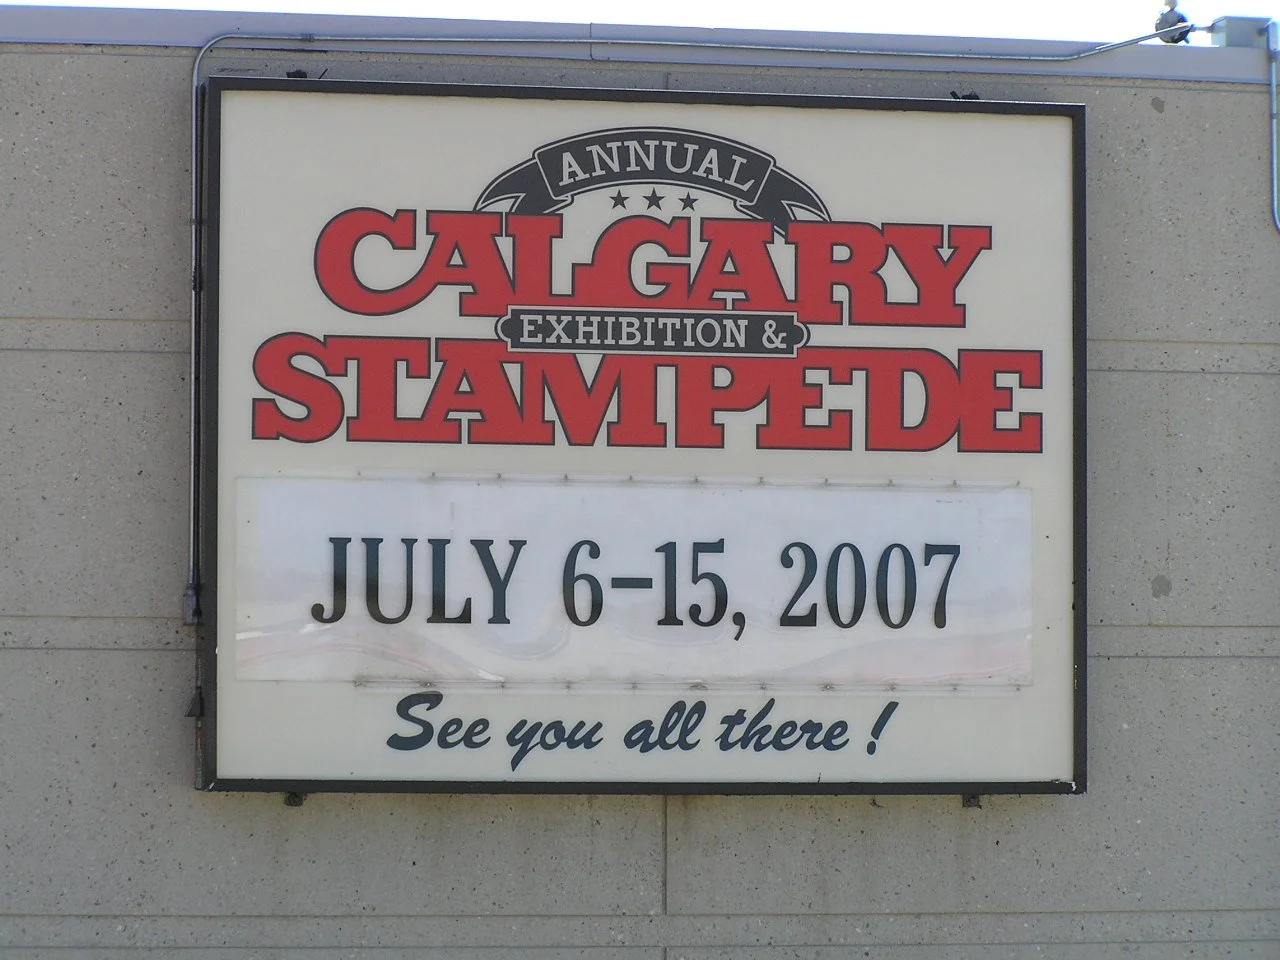 ANNUAL
CALGARY
EXHIBITION &
STAMPEDE
JULY 6-15, 2007
See you all there!